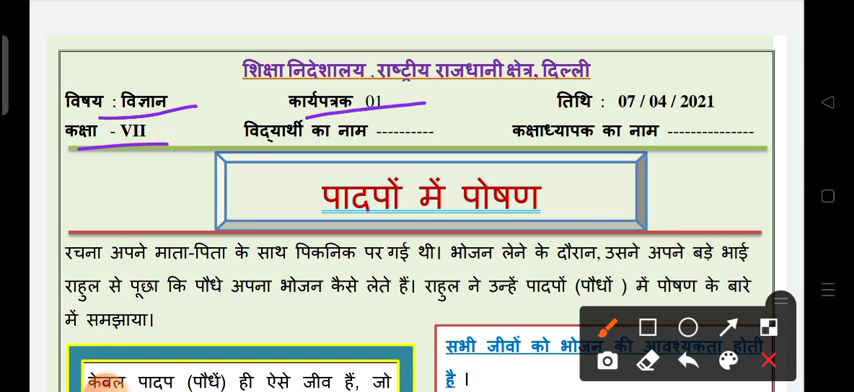 शिक्षा निदेशालय .राष्ट्रीय राजधानी क्षेत्र, दिल्ली
विषय : विज्ञान कार्यपत्रक 01 तिथि : 07 / 04 / 2021
कक्षा - VII विद्यार्थी का नाम ---------- कक्षाध्यापक का नाम ---------------
पादपों में पोषण
रचना अपने माता-पिता के साथ पिकनिक पर गई थी। भोजन लेने के दौरान, उसने अपने बड़े भाई
राहुल से पूछा कि पौधे अपना भोजन कैसे लेते हैं। राहुल ने उन्हें पादपों (पौधों ) में पोषण के बारे
में समझाया।
सभी जीवों को भोजन की आवश्यकता होती
है ।
केवल पादप (पौधें) ही ऐसे जीव हैं, जो